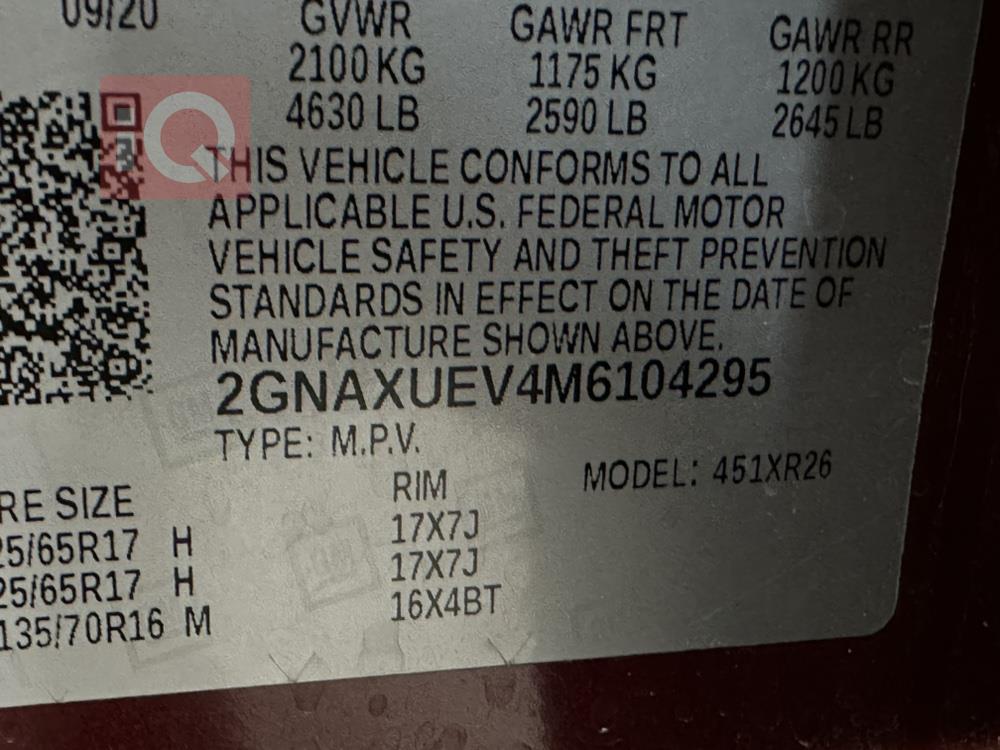 09/20 GVWR GAWR FRT GAWR RR
2100 KG 1175 KG 1200 KG
4630 LB 2590 LB 2645 LB
THIS VEHICLE CONFORMS TO ALL
APPLICABLE U.S. FEDERAL MOTOR
VEHICLE SAFETY AND THEFT PREVENTION
STANDARDS IN EFFECT ON THE DATE OF
MANUFACTURE SHOWN ABOVE.
2GNAXUEV4M6104295
TYPE: M.P.V.
MODEL: 451XR26
RE SIZE RIM
25/65R17 H 17X7J
25/65R17 H 17X7J
135/70R16 M 16X4BT